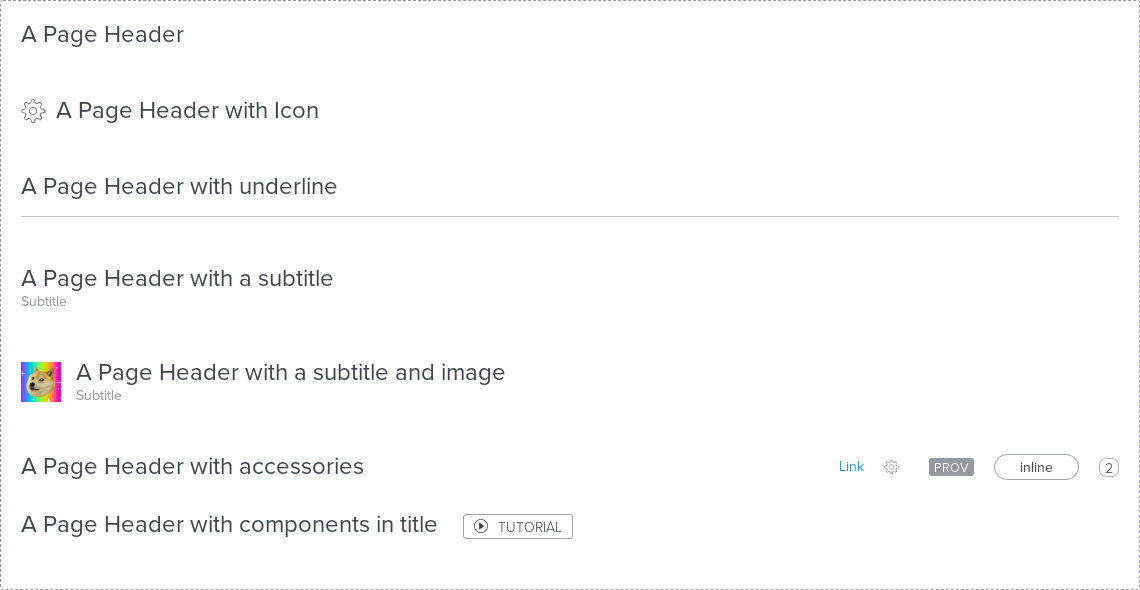 A Page Header
A Page Header with Icon
A Page Header with underline
A Page Header with a subtitle
Subtitle
A Page Header with a subtitle and image
Subtitle
A Page Header with accessories Link PROV inline 2
A Page Header with components in title TUTORIAL